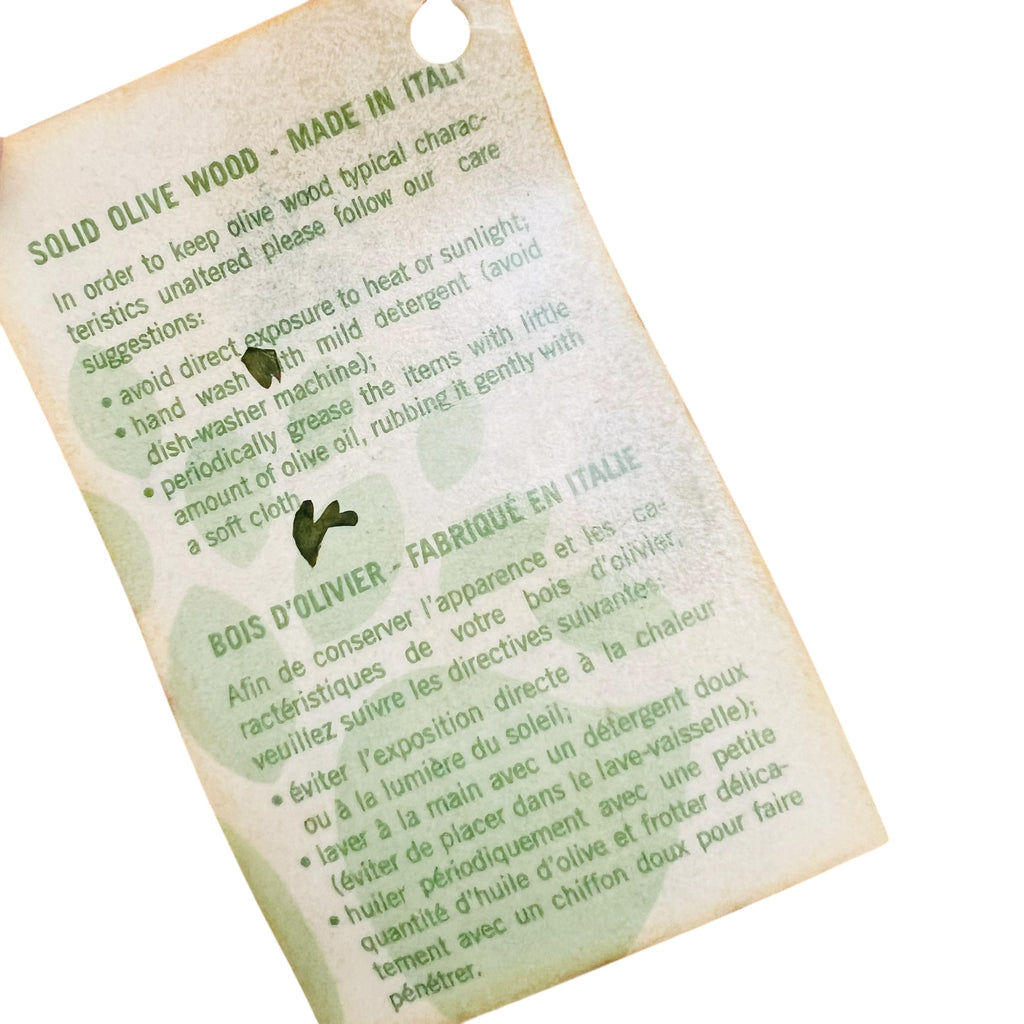 SOLID OLIVE WOOD - MADE IN ITALY
In order to keep olive wood typical charac-
teristics unaltered please follow our care
suggestions:
• avoid direct exposure to heat or sunlight;
• hand wash th mild detergent (avoid
dish-washer machine);
• periodically grease the items with little
amount of olive oil, rubbing it gently with
a soft cloth
BOIS D'OLIVIER - FABRIQUÉ EN ITALIE
Afin de conserver l'apparence et les ca-
ractéristiques de votre bois d'olivier,
veuillez suivre les directives suivantes:
• éviter l'exposition directe à la chaleur
ou à la lumière du soleil;
• laver à la main avec un détergent doux
(éviter de placer dans le lave-vaisselle);
• huiler périodiquement avec une petite
quantité d'huile d'olive et frotter délica-
tement avec un chiffon doux pour faire
pénétrer.